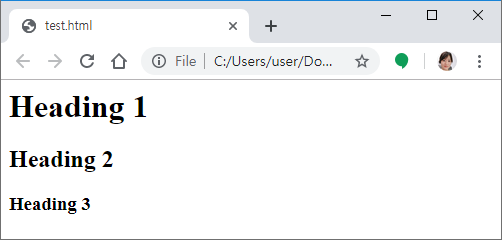 test.html
File C:/Users/user/Do...
Heading 1
Heading 2
Heading 3